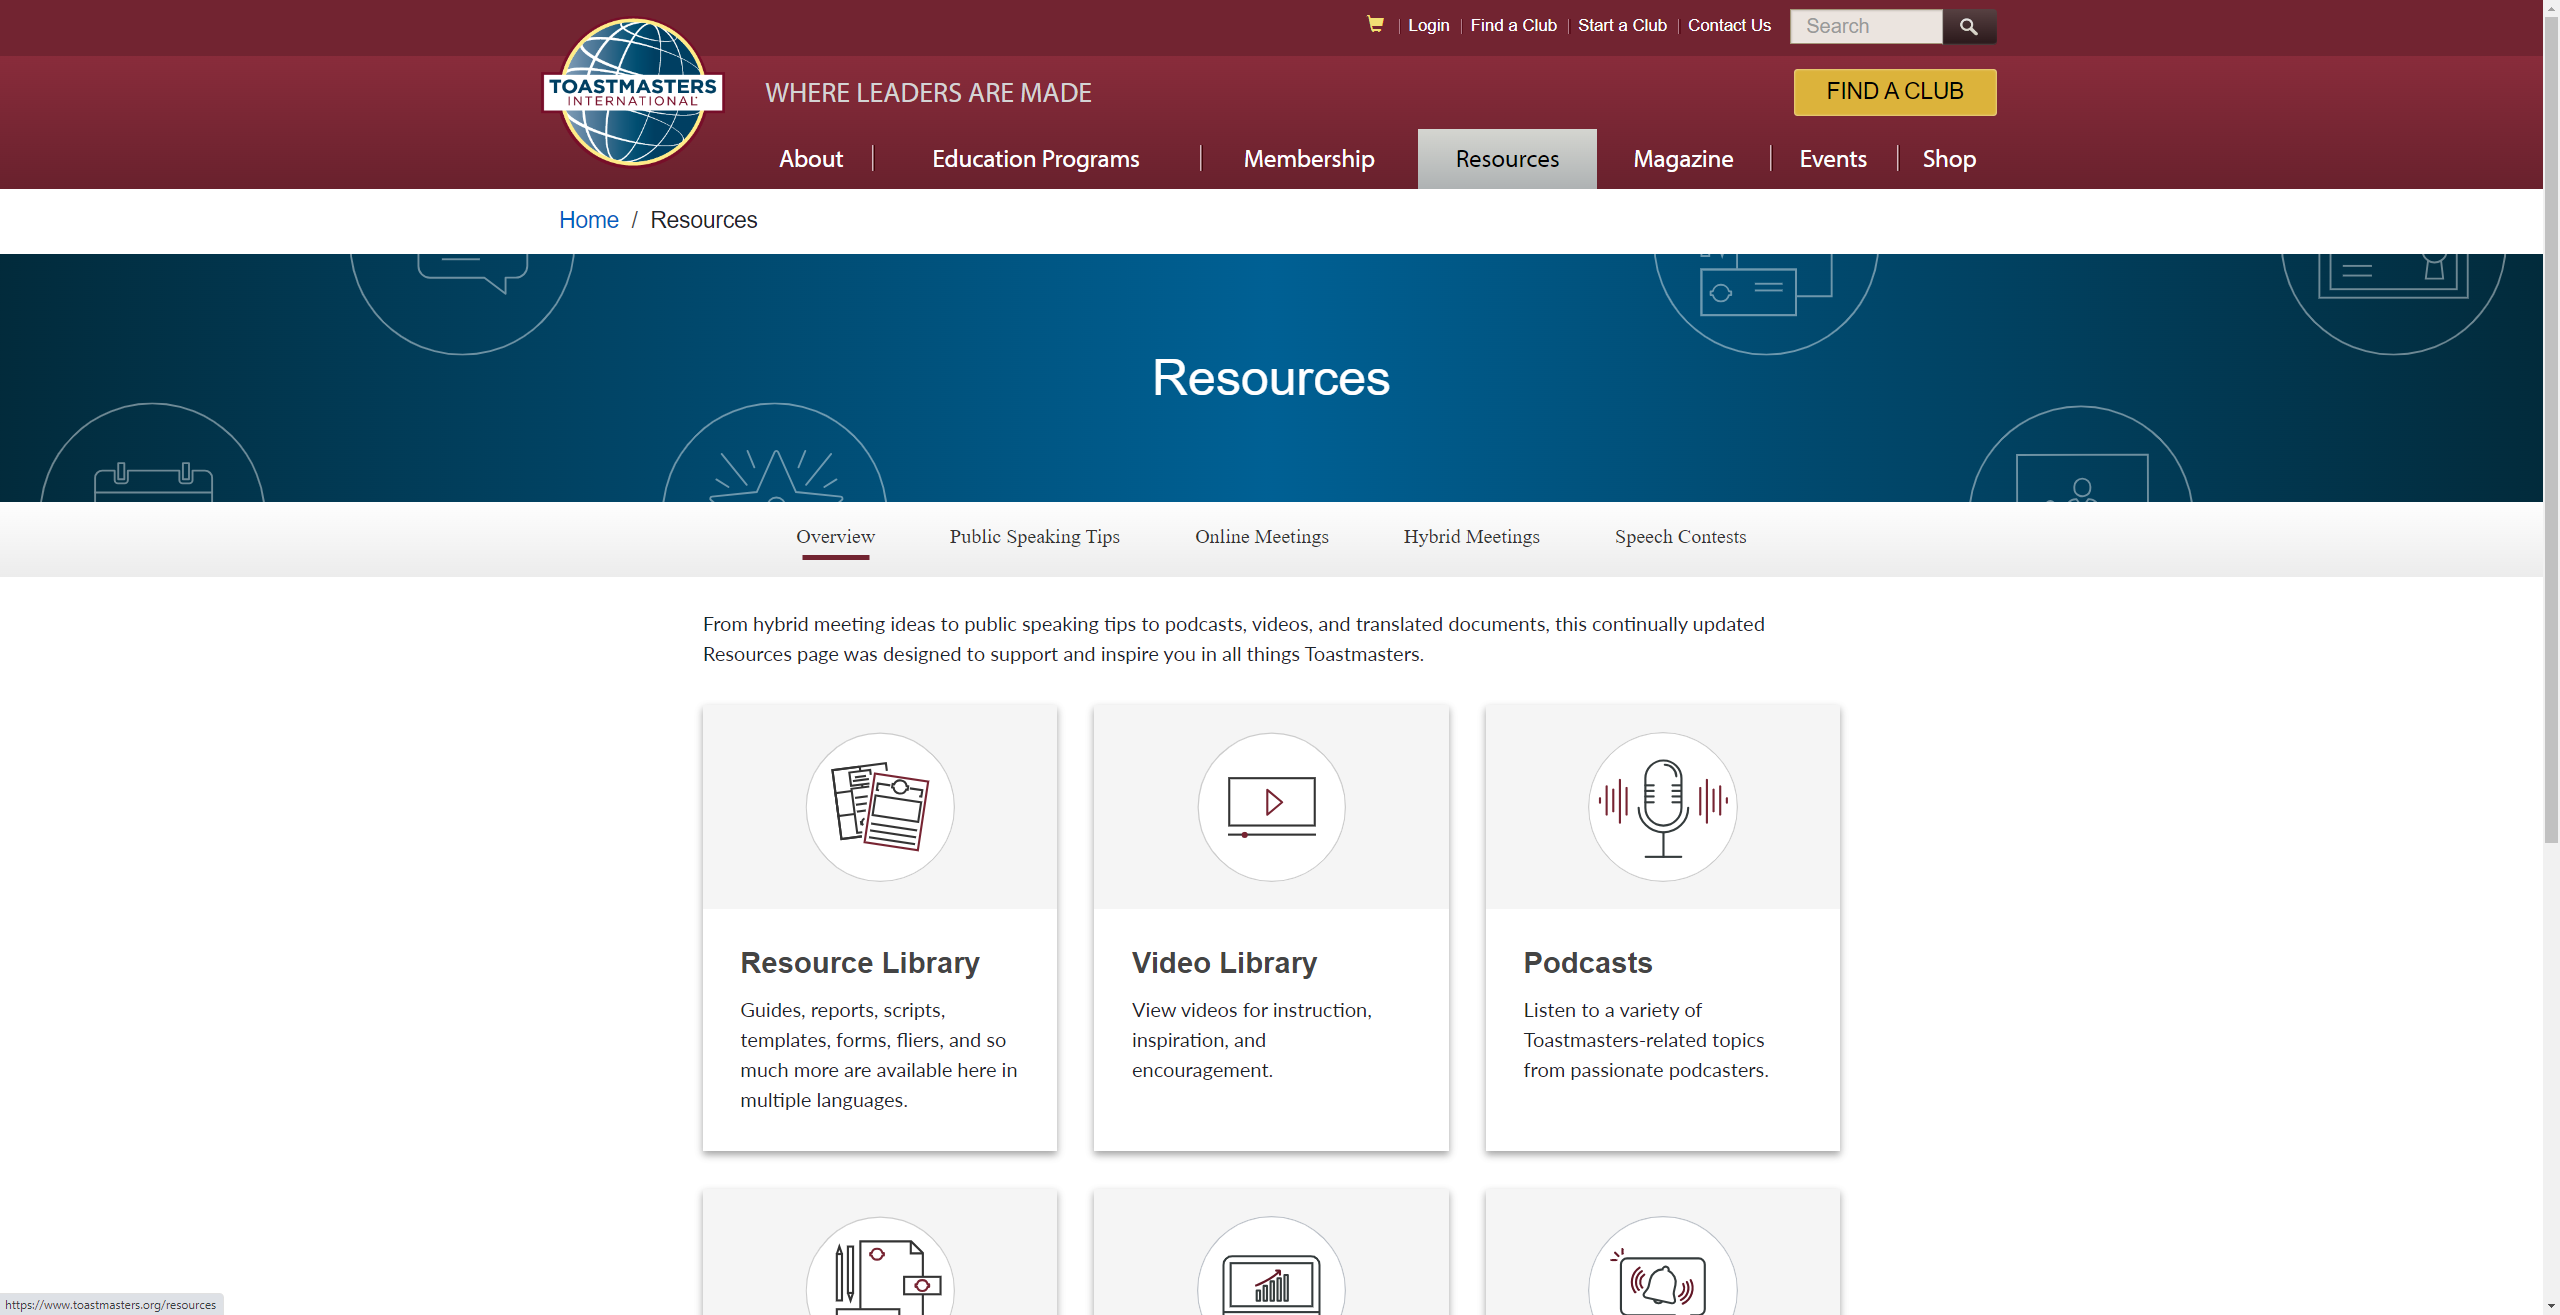 Login
Find a Club
Start a Club
Contact Us
Search
TOASTMASTERS
INTERNATIONAL
WHERE LEADERS ARE MADE
FIND A CLUB
About
Education Programs
Membership
Resources
Magazine
Events
Shop
Home / Resources
Resources
Overview
Public Speaking Tips
Online Meetings
Hybrid Meetings
Speech Contests
From hybrid meeting ideas to public speaking tips to podcasts, videos, and translated documents, this continually updated
Resources page was designed to support and inspire you in all things Toastmasters.
Resource Library
Guides, reports, scripts,
templates, forms, fliers, and so
much more are available here in
multiple languages.
Video Library
View videos for instruction,
inspiration, and
encouragement.
Podcasts
Listen to a variety of
Toastmasters-related topics
from passionate podcasters.
https://www.toastmasters.org/resources